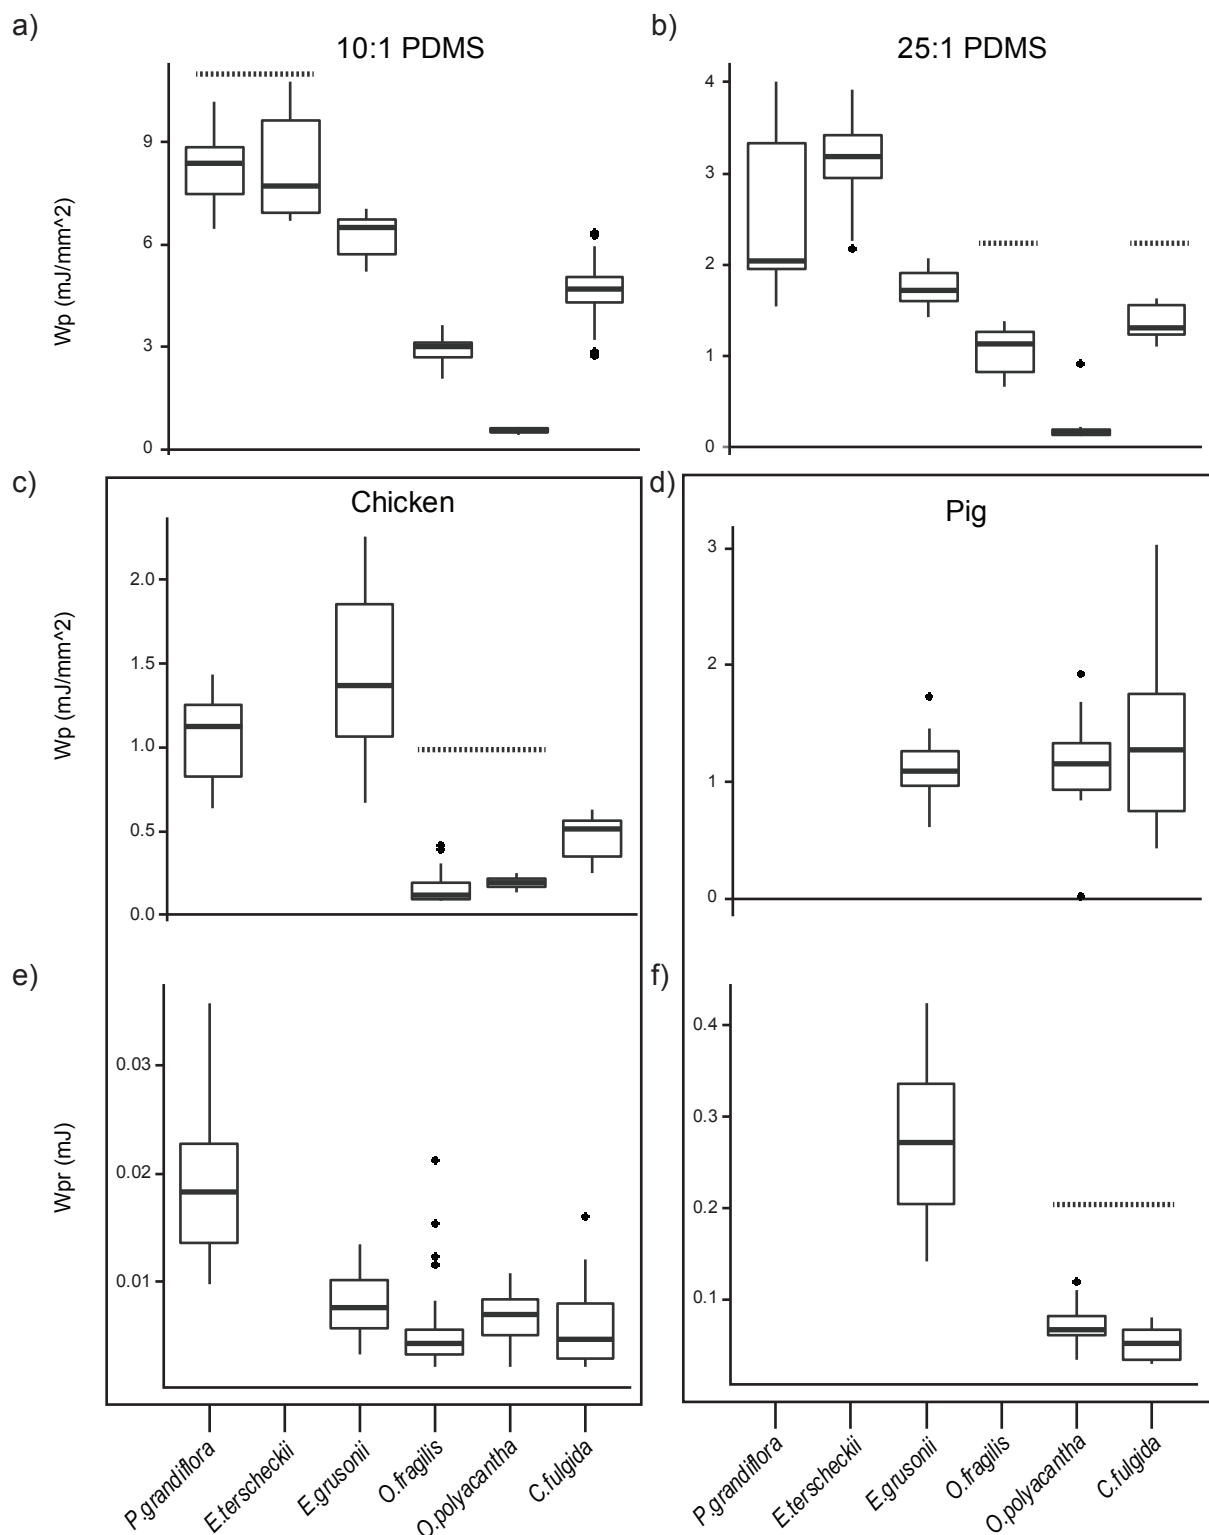 a)
10:1 PDMS
Wp (mJ/mm^2)
9
6
3
0
b)
25:1 PDMS
4
3
2
1
0
c)
Chicken
Wp (mJ/mm^2)
2.0
1.5
1.0
0.5
0.0
d)
Pig
3
2
1
0
e)
Wpr (mJ)
0.03
0.02
0.01
f)
0.4
0.3
0.2
0.1
P.grandiflora
E.terscheckii
E.grusonii
O.fragilis
O.polyacantha
C.fulgida
P.grandiflora
E.terscheckii
E.grusonii
O.fragilis
O.polyacantha
C.fulgida